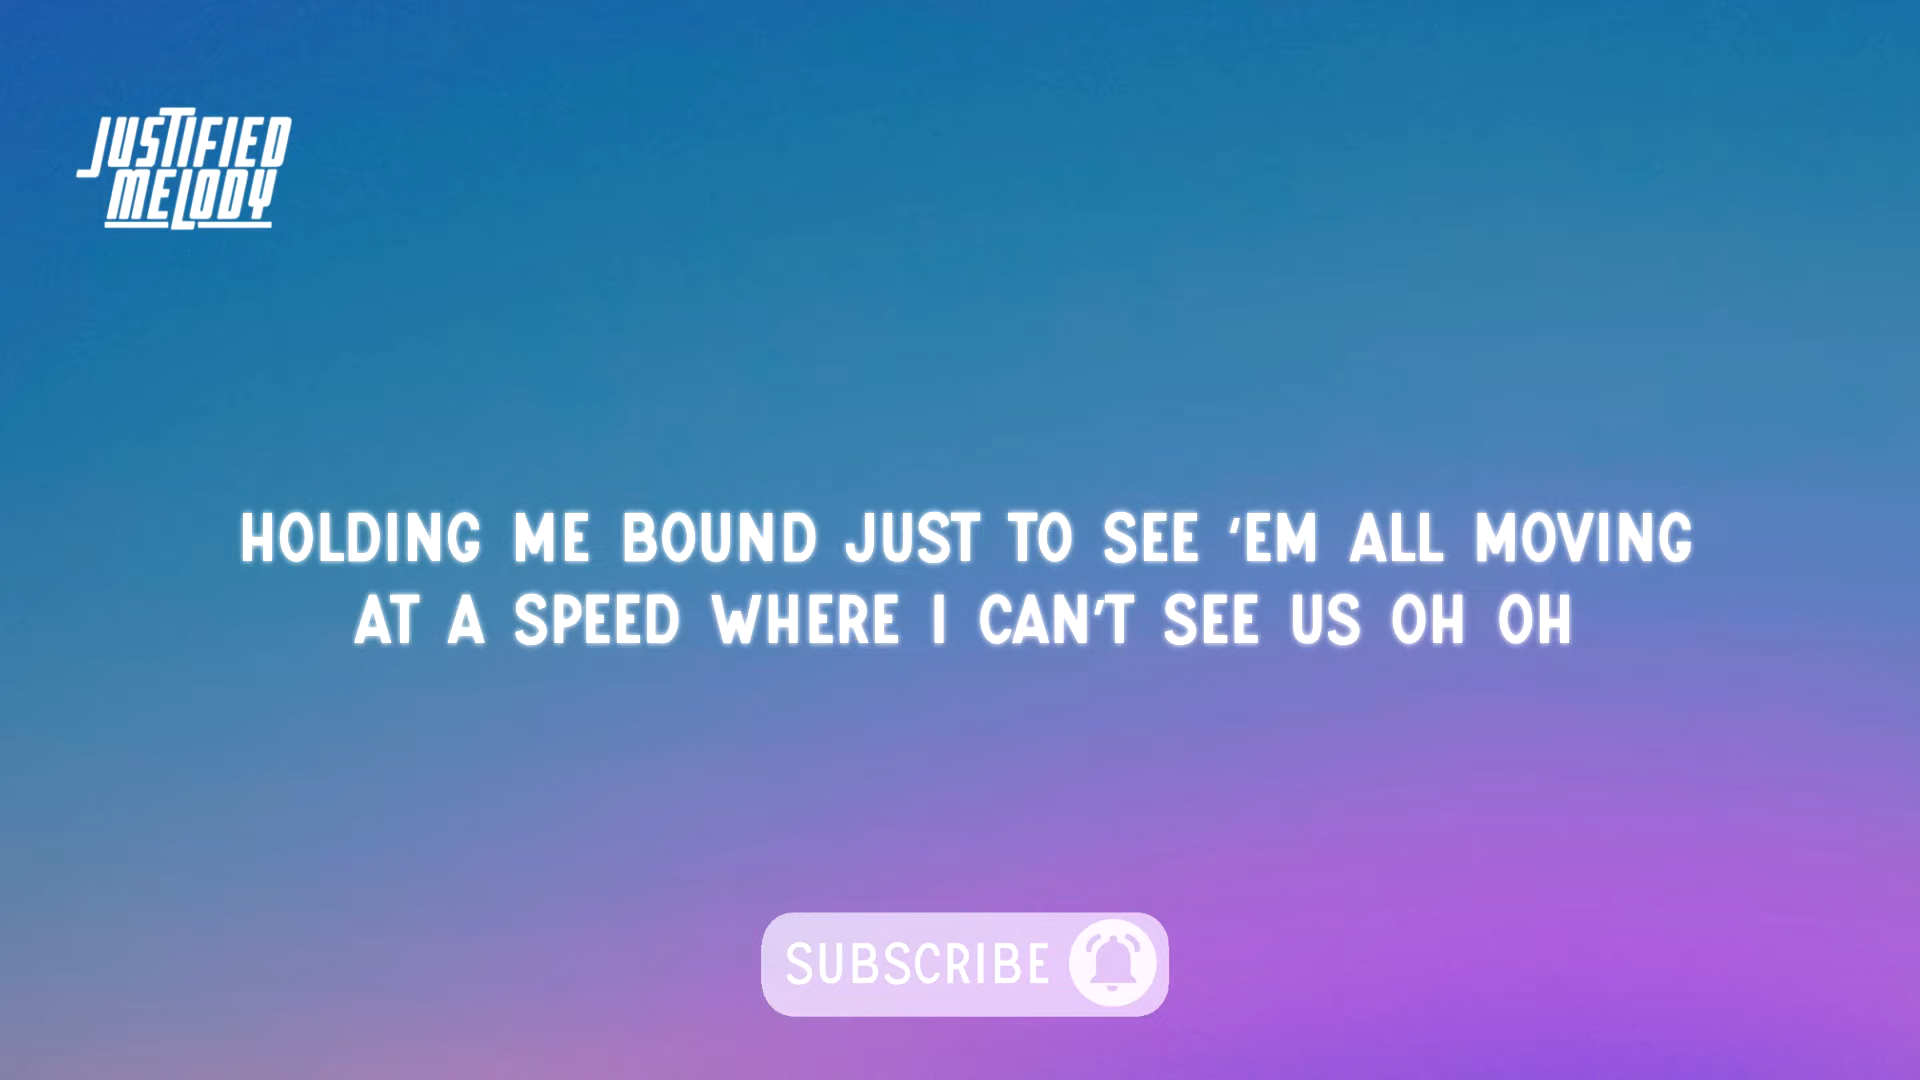 JUSTIFIED
MELODY
HOLDING ME BOUND JUST TO SEE ‘EM ALL MOVING
AT A SPEED WHERE I CAN’T SEE US OH OH
SUBSCRIBE